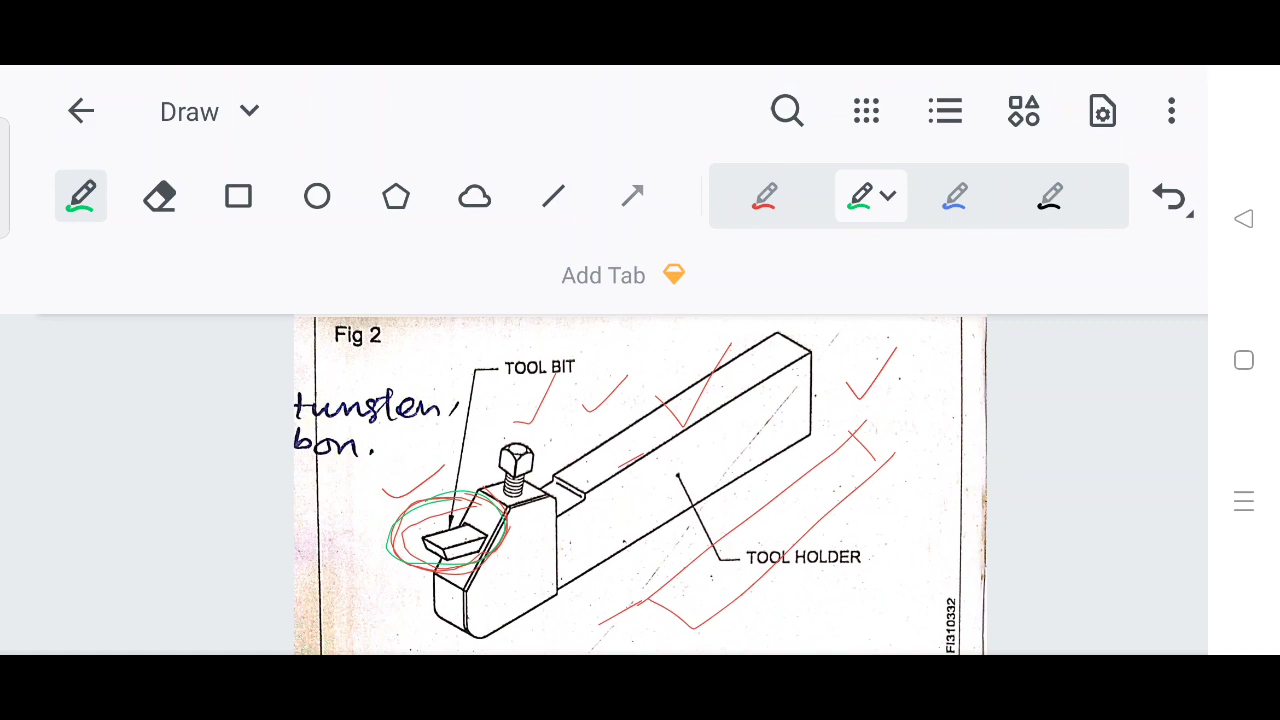 Draw
Add Tab
Fig 2
TOOL BIT
tunsten,
bon.
TOOL HOLDER
FI310332